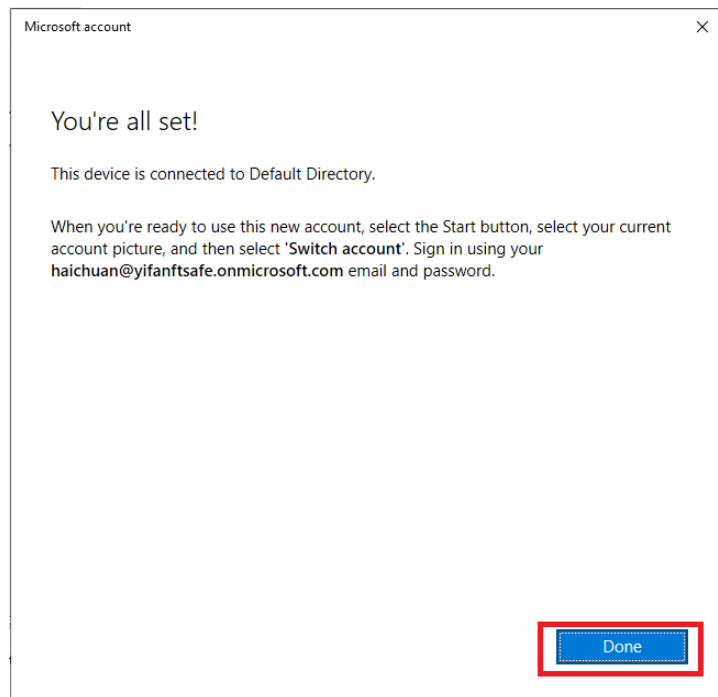 Microsoft account
You're all set!
This device is connected to Default Directory.
When you're ready to use this new account, select the Start button, select your current
account picture, and then select 'Switch account'. Sign in using your
haichuan@yifanftsafe.onmicrosoft.com email and password.
Done